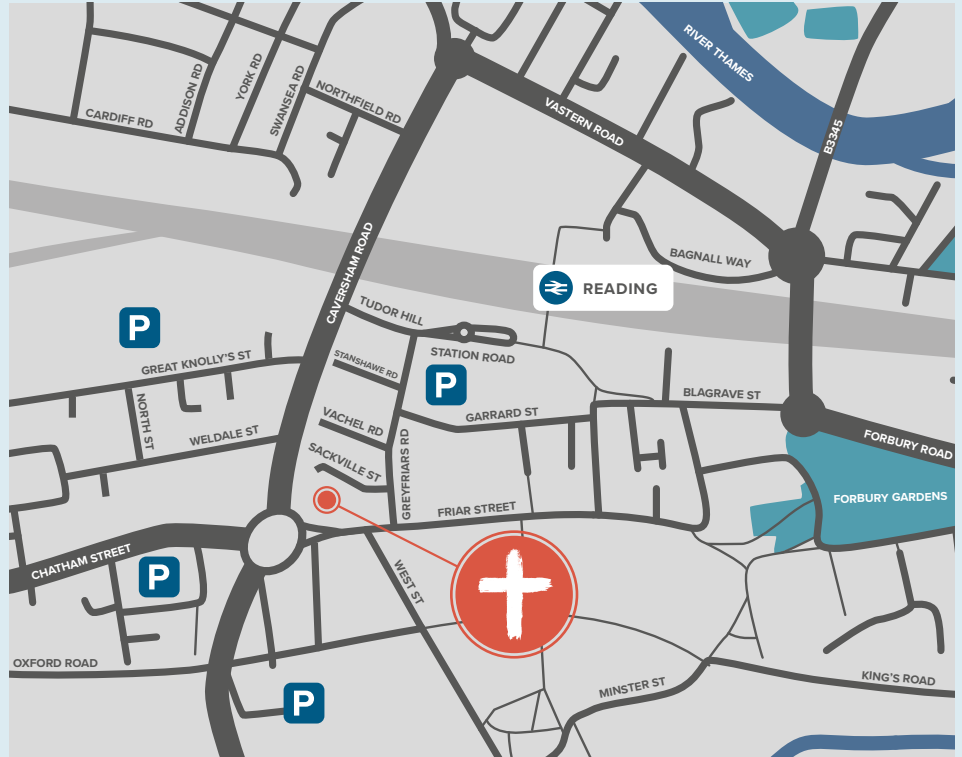 RIVER THAMES
YORK RD
ADDISON RD
SWANSEA RD
NORTHFIELD RD
CARDIFF RD
VASTERN ROAD
B3345
CAVERSHAM ROAD
BAGNALL WAY
READING
TUDOR HILL
P
STATION ROAD
GREAT KNOLLY'S ST
STANSHAWE RD
P
BLAGRAVE ST
NORTH ST
VACHEL RD
GARRARD ST
WELDALE ST
FORBURY ROAD
SACKVILLE ST
GREYFRIARS RD
FORBURY GARDENS
FRIAR STREET
CHATHAM STREET
P
WEST ST
OXFORD ROAD
KING'S ROAD
MINSTER ST
P